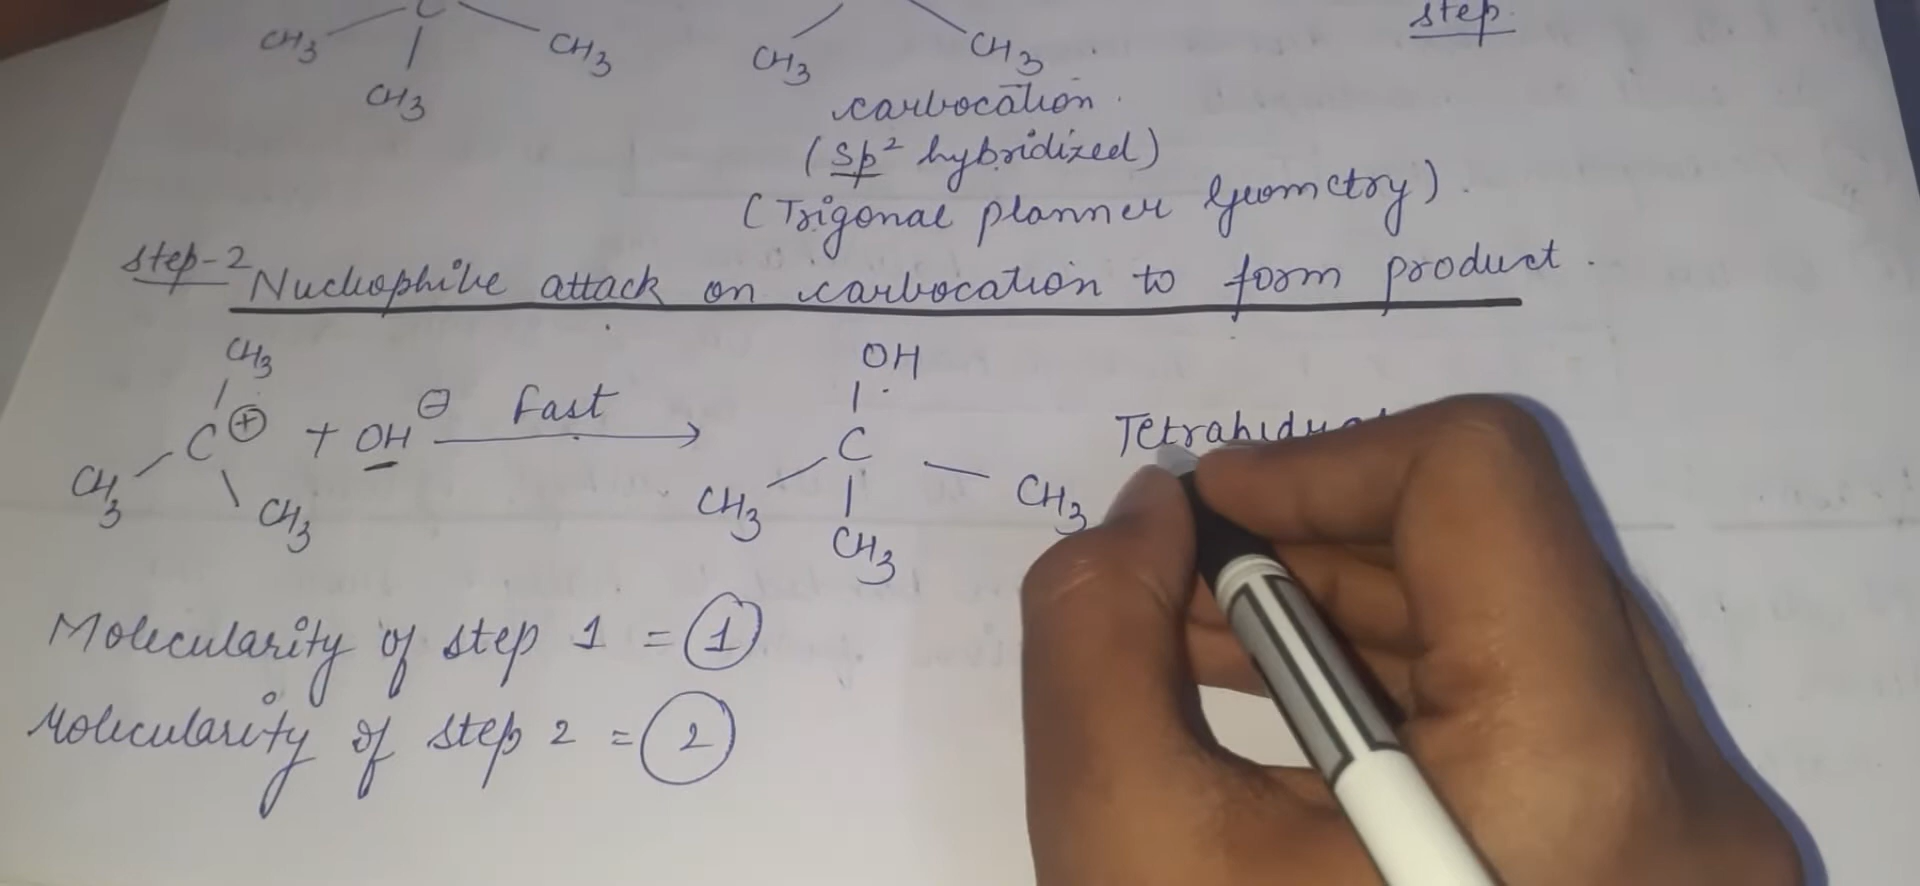 C
step.
CH3 CH3 CH3 CH3
CH3
carbocation.
(Sp² hybridized)
(Trigonal planner Geometry).
step-2 Nucleophile attack on carbocation to form product.
CH3 OH
C⊕ + OH⊖ Fast C
CH3 CH3 CH3 CH3
CH3
Molecularity of step 1 = 1
Molecularity of step 2 = 2